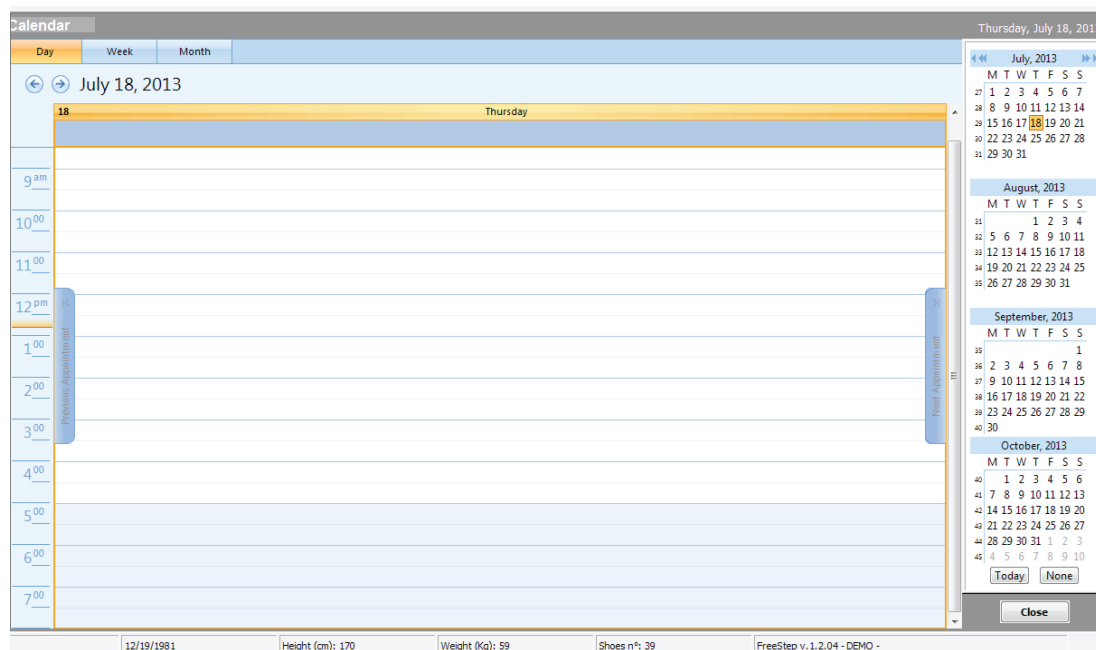 Calendar
Thursday, July 18, 201
Day Week Month
July 18, 2013
18 Thursday
9 am
10 00
11 00
12 pm
1 00
2 00
3 00
4 00
5 00
6 00
7 00
Previous Appointment
Next Appointment
July, 2013
M T W T F S S
27 1 2 3 4 5 6 7
28 8 9 10 11 12 13 14
29 15 16 17 18 19 20 21
30 22 23 24 25 26 27 28
31 29 30 31
August, 2013
M T W T F S S
31 1 2 3 4
32 5 6 7 8 9 10 11
33 12 13 14 15 16 17 18
34 19 20 21 22 23 24 25
35 26 27 28 29 30 31
September, 2013
M T W T F S S
35 1
36 2 3 4 5 6 7 8
37 9 10 11 12 13 14 15
38 16 17 18 19 20 21 22
39 23 24 25 26 27 28 29
40 30
October, 2013
M T W T F S S
40 1 2 3 4 5 6
41 7 8 9 10 11 12 13
42 14 15 16 17 18 19 20
43 21 22 23 24 25 26 27
44 28 29 30 31 1 2 3
45 4 5 6 7 8 9 10
Today None
Close
12/19/1981 Height (cm): 170 Weight (Kg): 59 Shoes n°: 39 FreeStep v.1.2.04 - DEMO -